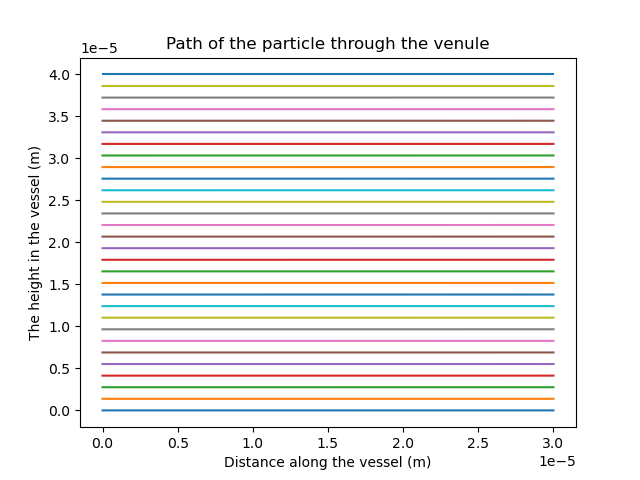 Path of the particle through the venule
1e−5
4.0
3.5
3.0
2.5
2.0
1.5
1.0
0.5
0.0
The height in the vessel (m)
0.0 0.5 1.0 1.5 2.0 2.5 3.0
1e−5
Distance along the vessel (m)